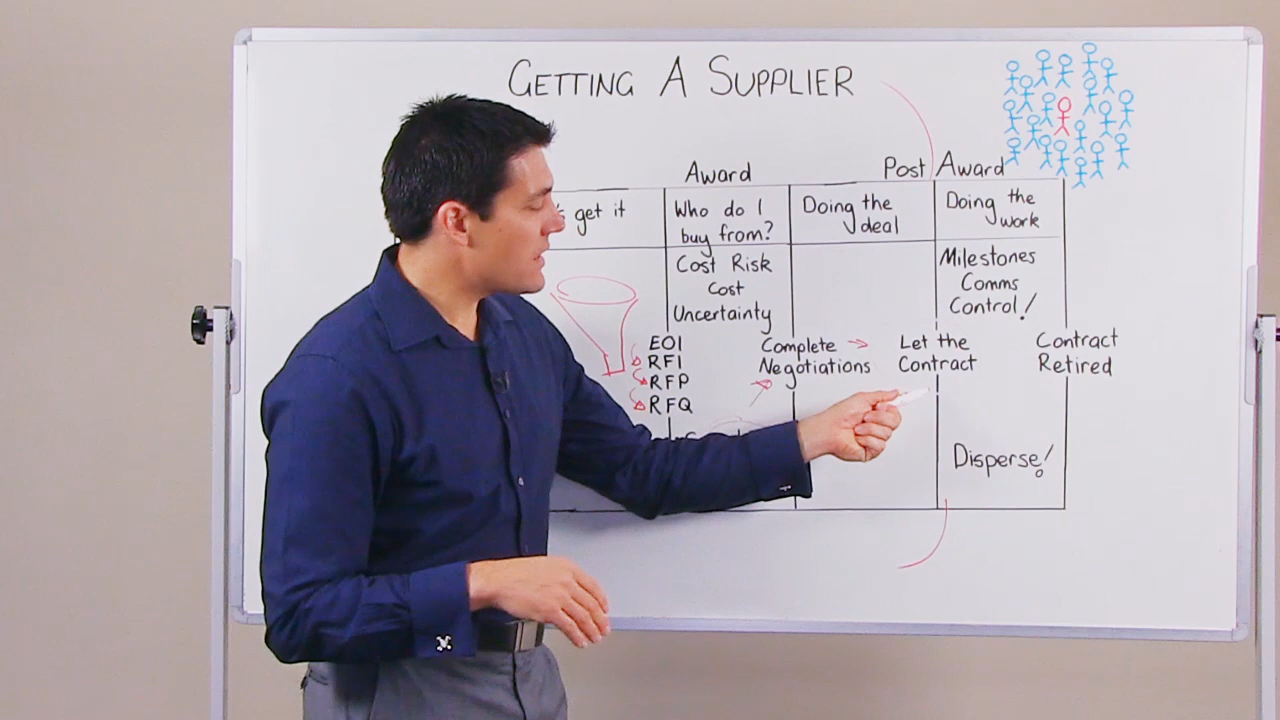 GETTING A SUPPLIER
Award
Post Award
get it
Who do I
buy from?
Doing the
deal
Doing the
work
Cost Risk
Cost
Uncertainty
Milestones
Comms
Control!
EOI
RFI
RFP
RFQ
Complete
Negotiations
Let the
Contract
Contract
Retired
Disperse!